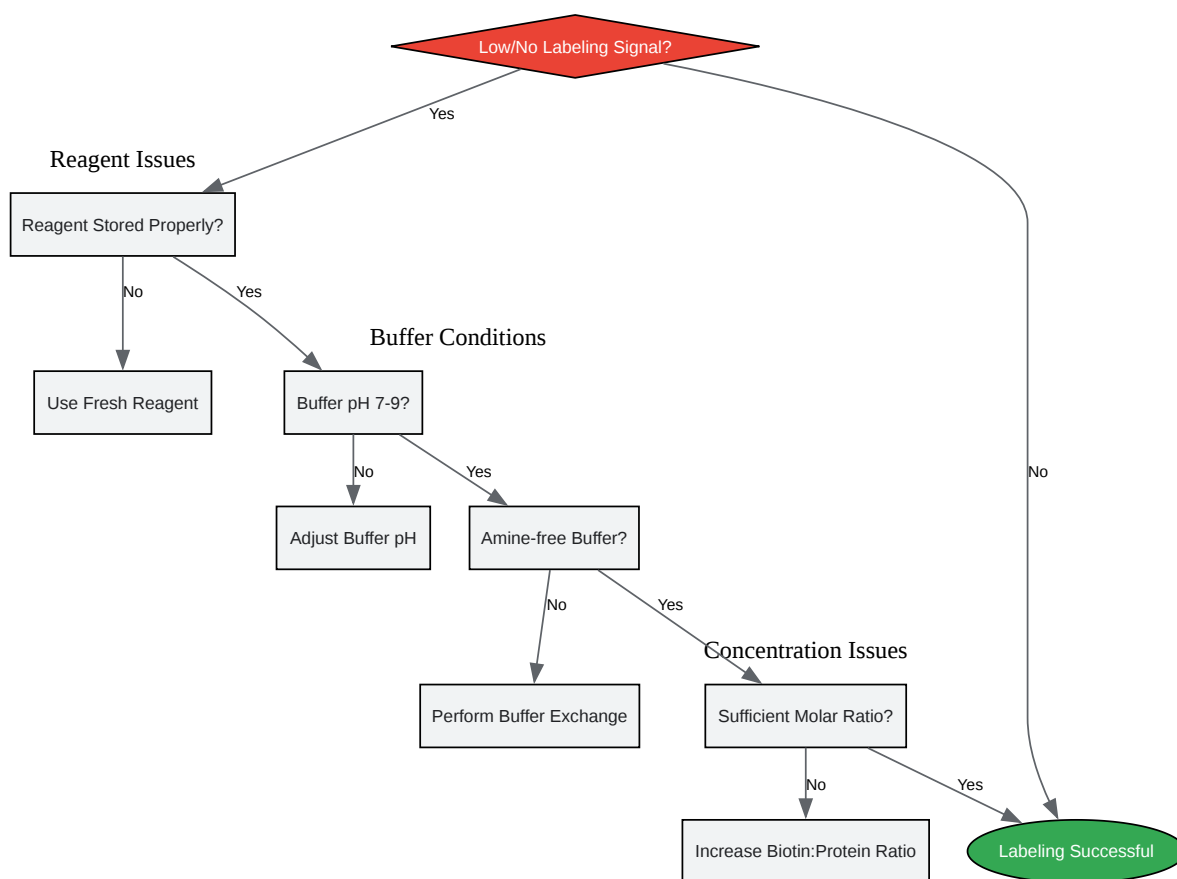 Low/No Labeling Signal?
Yes
Reagent Issues
Reagent Stored Properly?
No
Yes
Buffer Conditions
Use Fresh Reagent
Buffer pH 7-9?
No
Yes
No
Adjust Buffer pH
Amine-free Buffer?
No
Yes
Concentration Issues
Perform Buffer Exchange
Sufficient Molar Ratio?
No
Yes
Increase Biotin:Protein Ratio
Labeling Successful